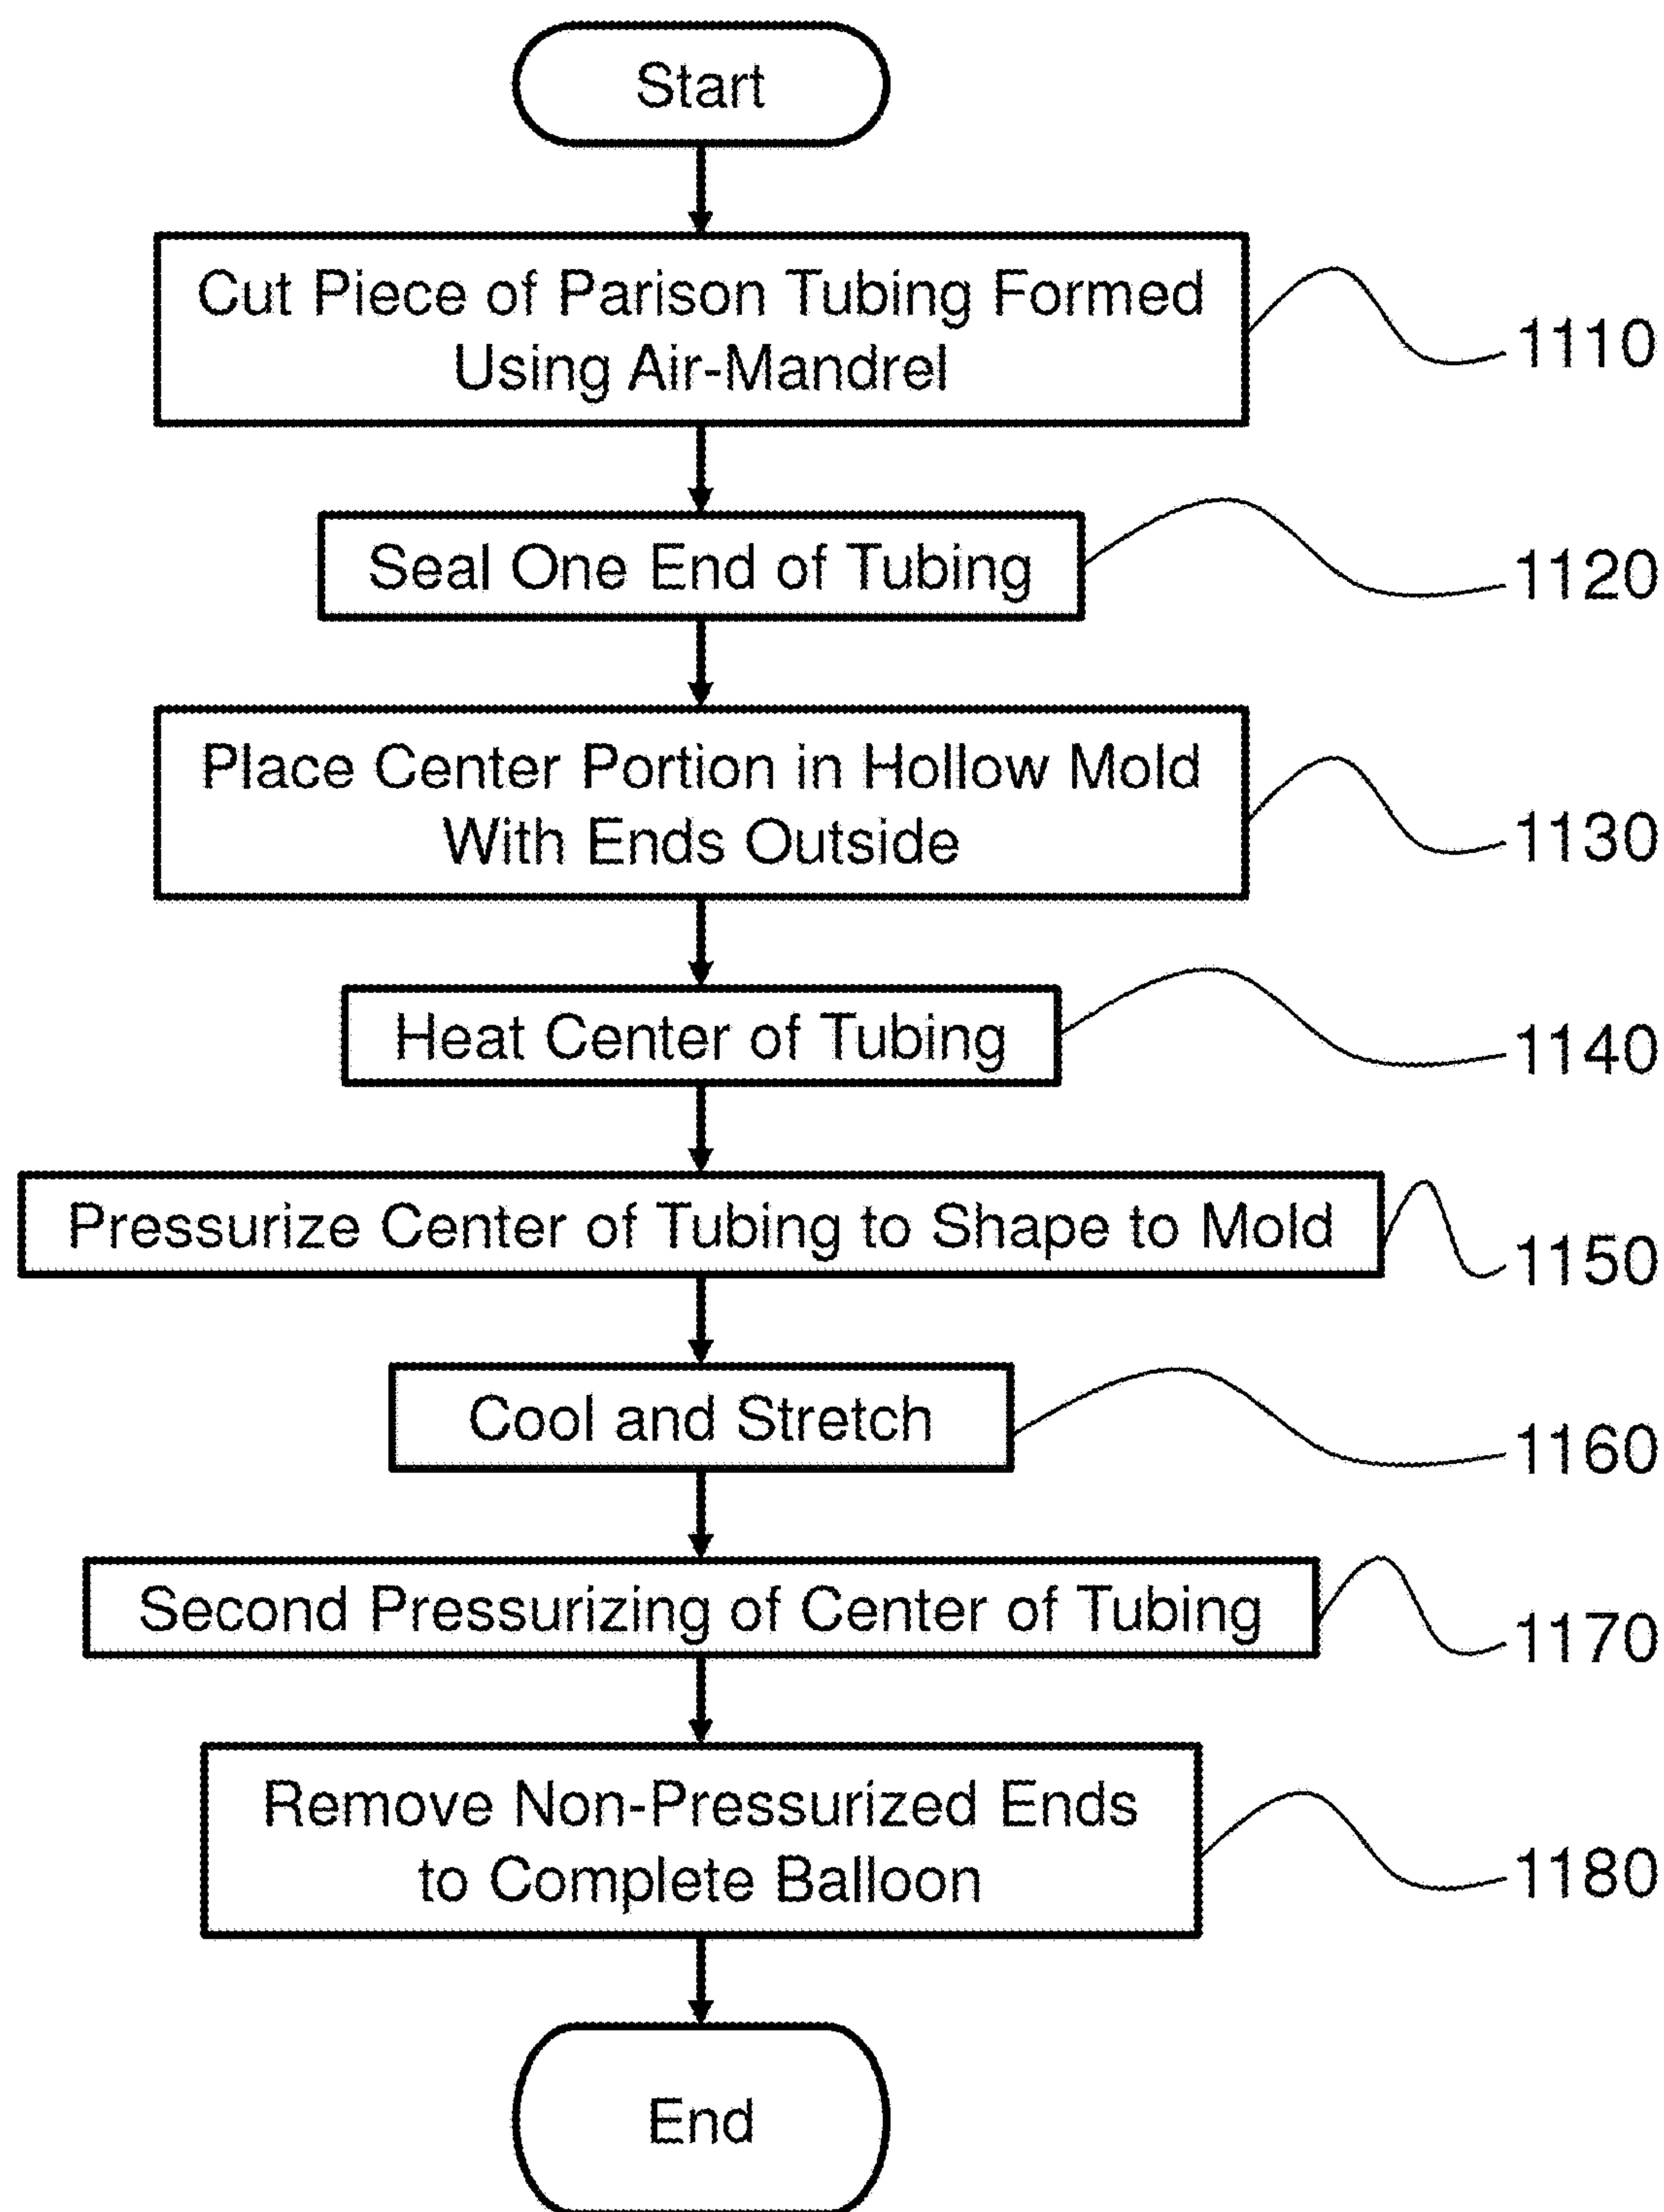 Start
Cut Piece of Parison Tubing Formed
Using Air-Mandrel
1110
Seal One End of Tubing
1120
Place Center Portion in Hollow Mold
With Ends Outside
1130
Heat Center of Tubing
1140
Pressurize Center of Tubing to Shape to Mold
1150
Cool and Stretch
1160
Second Pressurizing of Center of Tubing
1170
Remove Non-Pressurized Ends
to Complete Balloon
1180
End